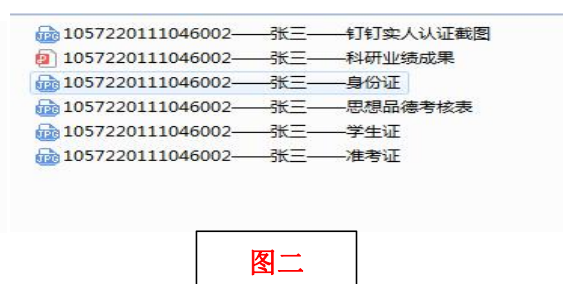 1057220111046002——张三——钉钉实人认证截图
1057220111046002——张三——科研业绩成果
1057220111046002——张三——身份证
1057220111046002——张三——思想品德考核表
1057220111046002——张三——学生证
1057220111046002——张三——准考证
图二